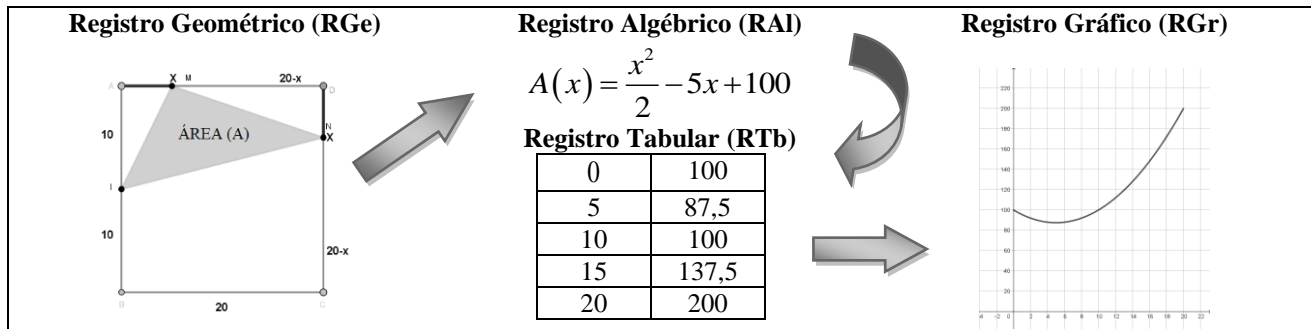 Registro Geométrico (RGe)
A X M 20-x D
10
ÁREA (A)
N
X
I
10
20-x
B 20 C
Registro Algébrico (RAl)
A(x) = x²/2 − 5x + 100
Registro Tabular (RTb)
0 100
5 87,5
10 100
15 137,5
20 200
Registro Gráfico (RGr)
220
200
180
160
140
120
100
80
60
40
20
-4 -2 0 2 4 6 8 10 12 14 16 18 20 22